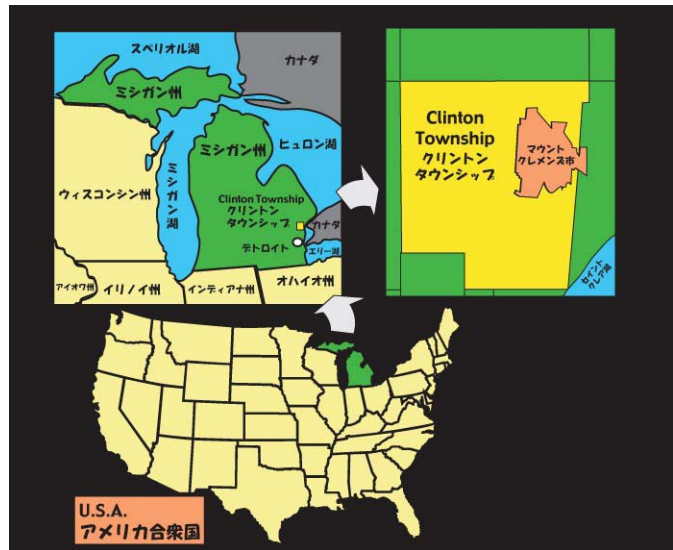 スペリオル湖
カナダ
ミシガン州
ミシガン州
ヒュロン湖
ミシガン湖
ウィスコンシン州
Clinton Township
クリントン
タウンシップ
カナダ
デトロイト
エリー湖
アイオワ州
イリノイ州
インディアナ州
オハイオ州
Clinton
Township
クリントン
タウンシップ
マウント
クレメンズ市
セイント
クレア湖
U.S.A.
アメリカ合衆国